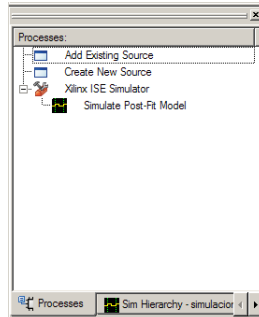 Processes:
Add Existing Source
Create New Source
Xilinx ISE Simulator
Simulate Post-Fit Model
Processes
Sim Hierarchy - simulacion